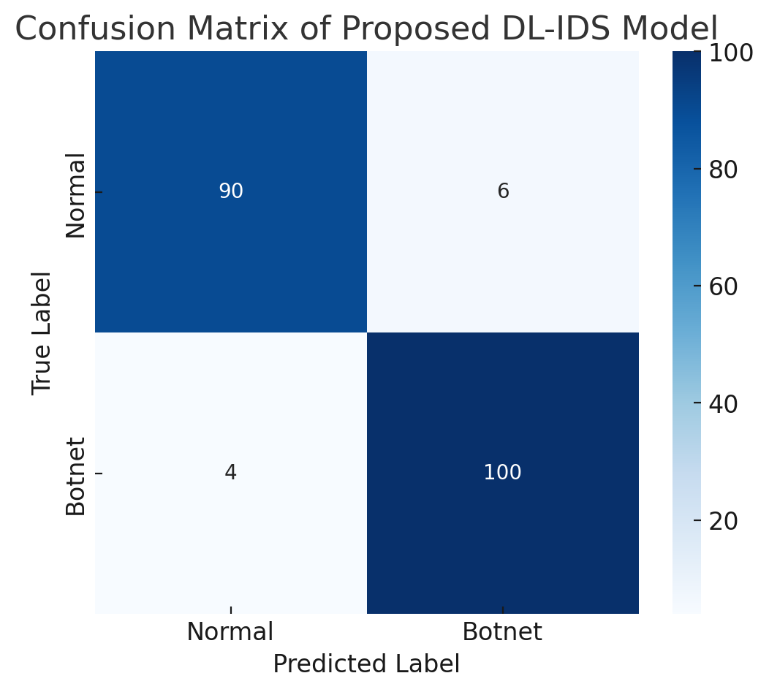 Confusion Matrix of Proposed DL-IDS Model
100
80
60
40
20
True Label
Normal
Botnet
90
6
4
100
Normal
Botnet
Predicted Label